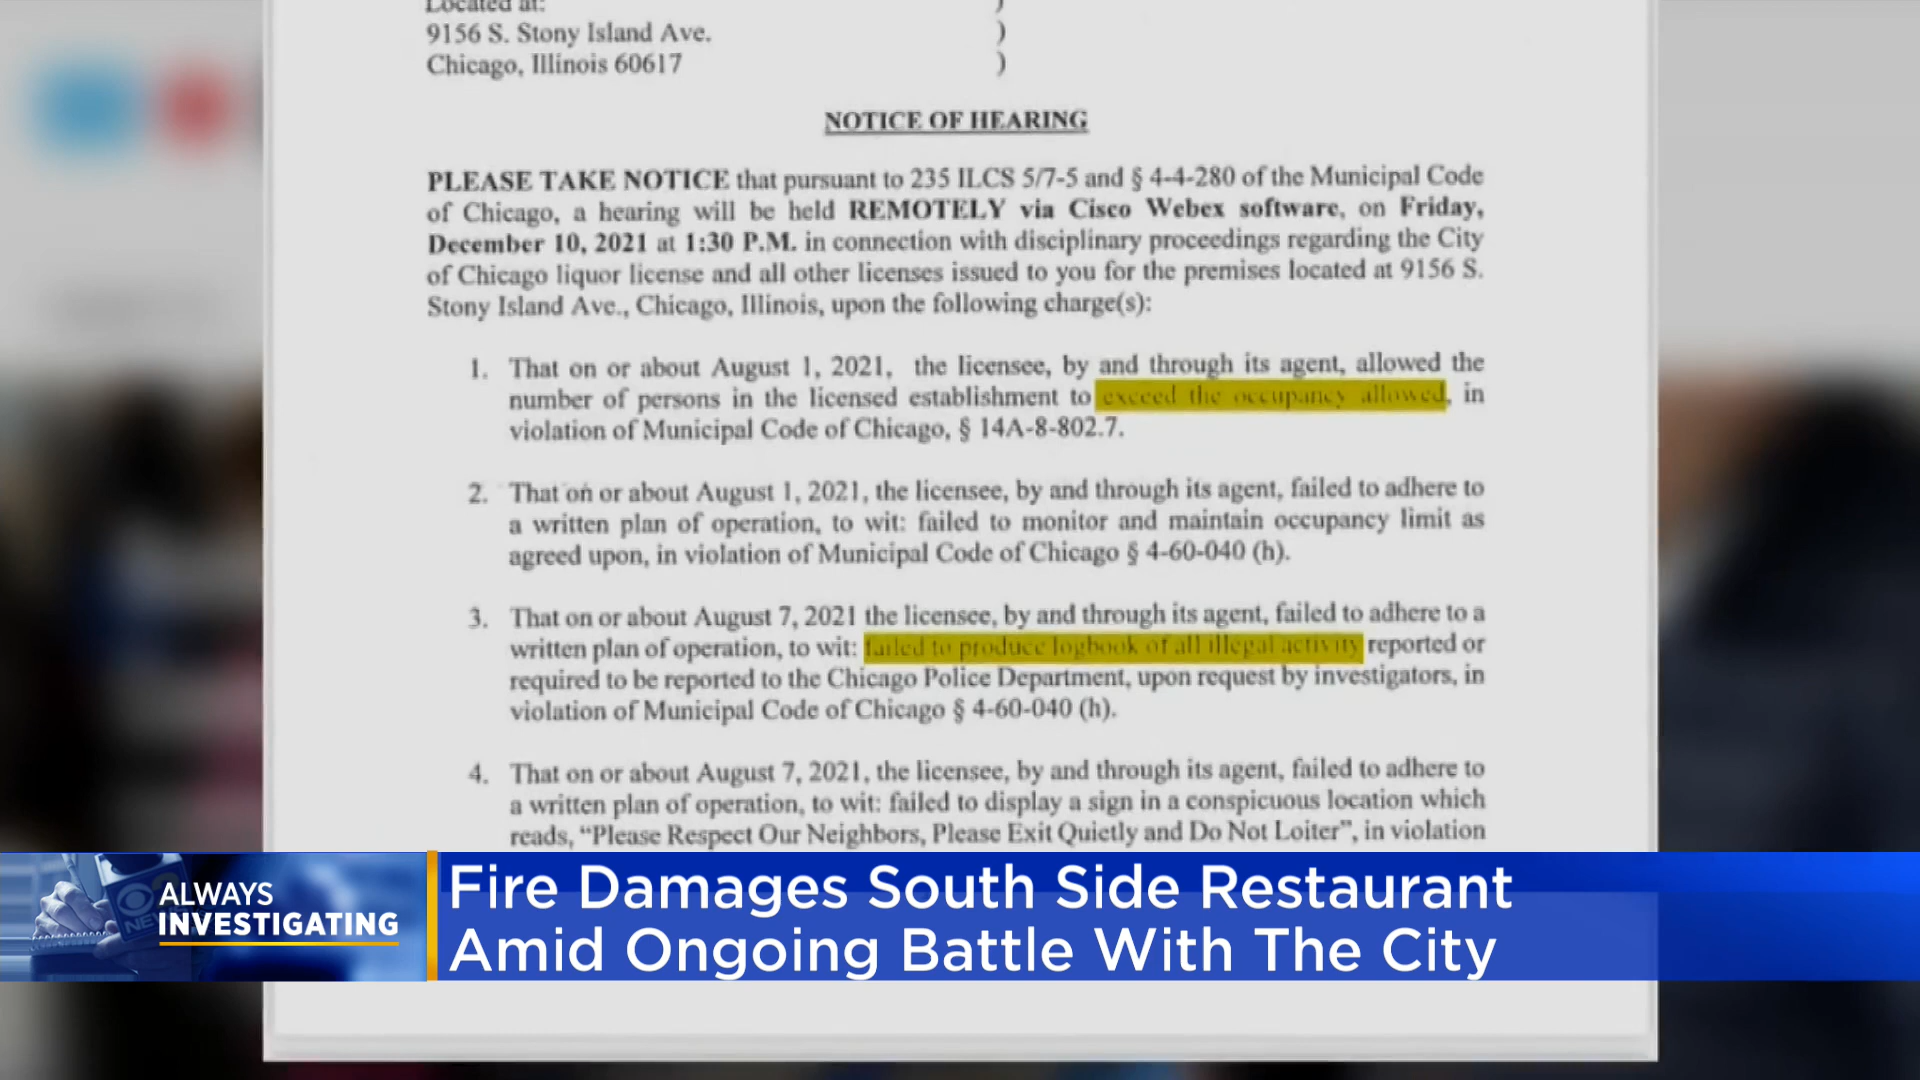 Located at: )
9156 S. Stony Island Ave. )
Chicago, Illinois 60617 )
NOTICE OF HEARING
PLEASE TAKE NOTICE that pursuant to 235 ILCS 5/7-5 and § 4-4-280 of the Municipal Code
of Chicago, a hearing will be held REMOTELY via Cisco Webex software, on Friday,
December 10, 2021 at 1:30 P.M. in connection with disciplinary proceedings regarding the City
of Chicago liquor license and all other licenses issued to you for the premises located at 9156 S.
Stony Island Ave., Chicago, Illinois, upon the following charge(s):
1. That on or about August 1, 2021, the licensee, by and through its agent, allowed the
number of persons in the licensed establishment to exceed the occupancy allowed, in
violation of Municipal Code of Chicago, § 14A-8-802.7.
2. That on or about August 1, 2021, the licensee, by and through its agent, failed to adhere to
a written plan of operation, to wit: failed to monitor and maintain occupancy limit as
agreed upon, in violation of Municipal Code of Chicago § 4-60-040 (h).
3. That on or about August 7, 2021 the licensee, by and through its agent, failed to adhere to a
written plan of operation, to wit: failed to produce logbook of all illegal activity reported or
required to be reported to the Chicago Police Department, upon request by investigators, in
violation of Municipal Code of Chicago § 4-60-040 (h).
4. That on or about August 7, 2021, the licensee, by and through its agent, failed to adhere to
a written plan of operation, to wit: failed to display a sign in a conspicuous location which
reads, “Please Respect Our Neighbors, Please Exit Quietly and Do Not Loiter”, in violation
ALWAYS
INVESTIGATING
Fire Damages South Side Restaurant
Amid Ongoing Battle With The City